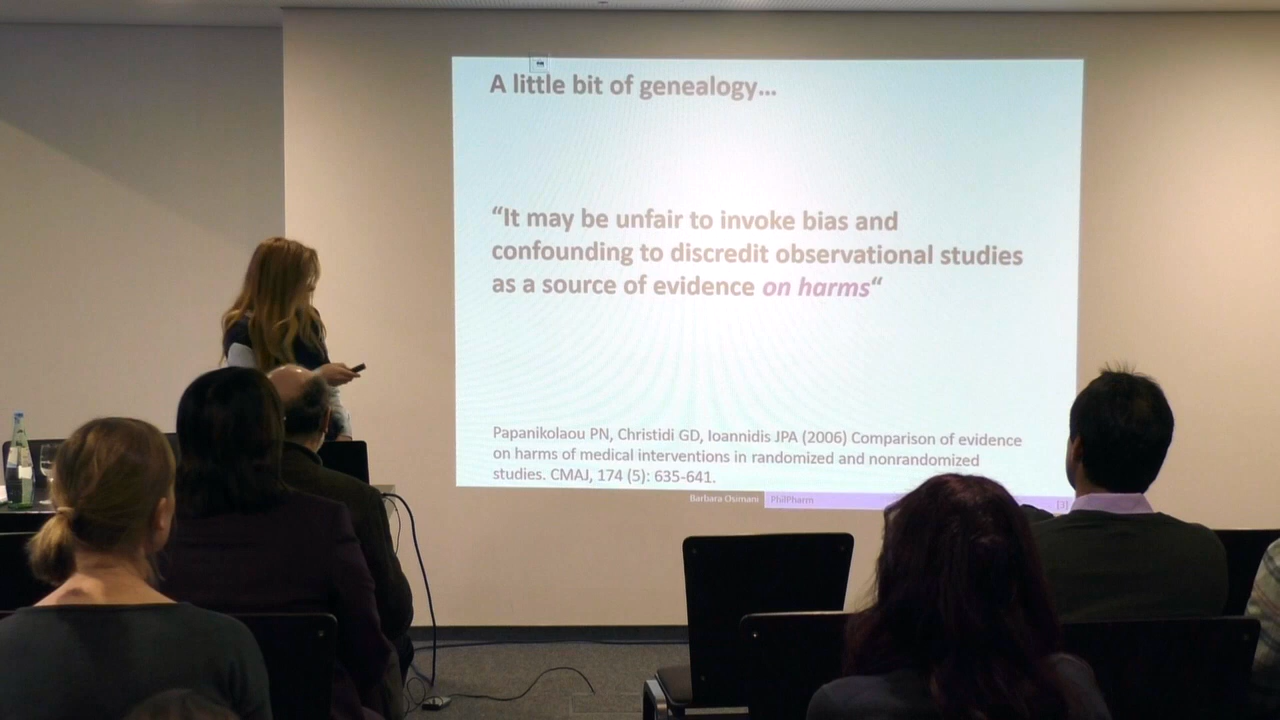 A little bit of genealogy...
“It may be unfair to invoke bias and
confounding to discredit observational studies
as a source of evidence on harms“
Papanikolaou PN, Christidi GD, Ioannidis JPA (2006) Comparison of evidence
on harms of medical interventions in randomized and nonrandomized
studies. CMAJ, 174 (5): 635-641.
Barbara Osimani PhilPharm [3]